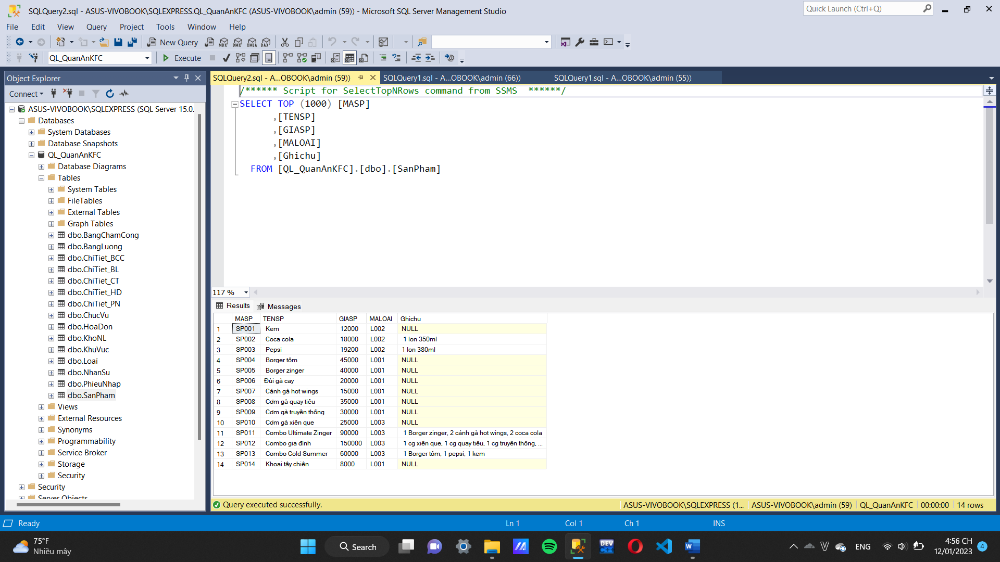 SQLQuery2.sql - ASUS-VIVOBOOK\SQLEXPRESS.QL_QuanAnKFC (ASUS-VIVOBOOK\admin (59)) - Microsoft SQL Server Management Studio
Quick Launch (Ctrl+Q)
File Edit View Query Project Tools Window Help
New Query MDX DMX XMLA DAX
QL_QuanAnKFC Execute
Object Explorer
Connect
ASUS-VIVOBOOK\SQLEXPRESS (SQL Server 15.0.
Databases
System Databases
Database Snapshots
QL_QuanAnKFC
Database Diagrams
Tables
System Tables
FileTables
External Tables
Graph Tables
dbo.BangChamCong
dbo.BangLuong
dbo.ChiTiet_BCC
dbo.ChiTiet_BL
dbo.ChiTiet_CT
dbo.ChiTiet_HD
dbo.ChiTiet_PN
dbo.ChucVu
dbo.HoaDon
dbo.KhoNL
dbo.KhuVuc
dbo.Loai
dbo.NhanSu
dbo.PhieuNhap
dbo.SanPham
Views
External Resources
Synonyms
Programmability
Service Broker
Storage
Security
Security
Server Objects
SQLQuery2.sql - A...OBOOK\admin (59)) SQLQuery1.sql - A...OBOOK\admin (66)) SQLQuery1.sql - A...OBOOK\admin (55))
/****** Script for SelectTopNRows command from SSMS ******/
SELECT TOP (1000) [MASP]
,[TENSP]
,[GIASP]
,[MALOAI]
,[Ghichu]
FROM [QL_QuanAnKFC].[dbo].[SanPham]
117 %
Results Messages
MASP TENSP GIASP MALOAI Ghichu
1 SP001 Kem 12000 L002 NULL
2 SP002 Coca cola 18000 L002 1 lon 350ml
3 SP003 Pepsi 19200 L002 1 lon 380ml
4 SP004 Borger tôm 45000 L001 NULL
5 SP005 Borger zinger 40000 L001 NULL
6 SP006 Đùi gà cay 20000 L001 NULL
7 SP007 Cánh gà hot wings 15000 L001 NULL
8 SP008 Cơm gà quay tiêu 35000 L001 NULL
9 SP009 Cơm gà truyền thống 30000 L001 NULL
10 SP010 Cơm gà xiên que 25000 L003 NULL
11 SP011 Combo Ultimate Zinger 90000 L003 1 Borger zinger, 2 cánh gà hot wings, 2 coca cola
12 SP012 Combo gia đình 150000 L003 1 cg xiên que, 1 cg quay tiêu, 1 cg truyền thống, ...
13 SP013 Combo Cold Summer 60000 L003 1 Borger tôm, 1 pepsi, 1 kem
14 SP014 Khoai tây chiên 8000 L001 NULL
Query executed successfully. ASUS-VIVOBOOK\SQLEXPRESS (1... ASUS-VIVOBOOK\admin (59) QL_QuanAnKFC 00:00:00 14 rows
Ready Ln 1 Col 1 Ch 1 INS
75°F
Nhiều mây
Search
DEV C++
ENG
4:56 CH
12/01/2023
4